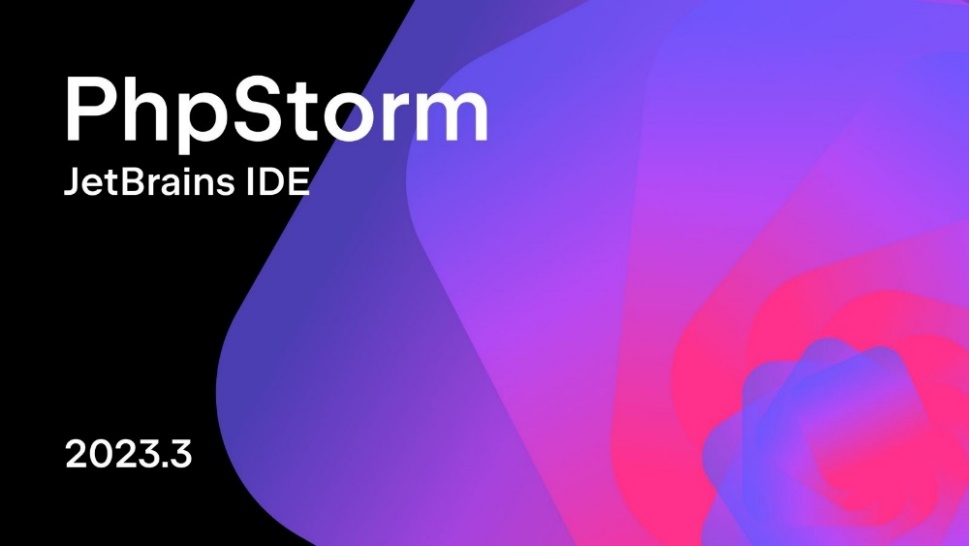 PhpStorm
JetBrains IDE
2023.3